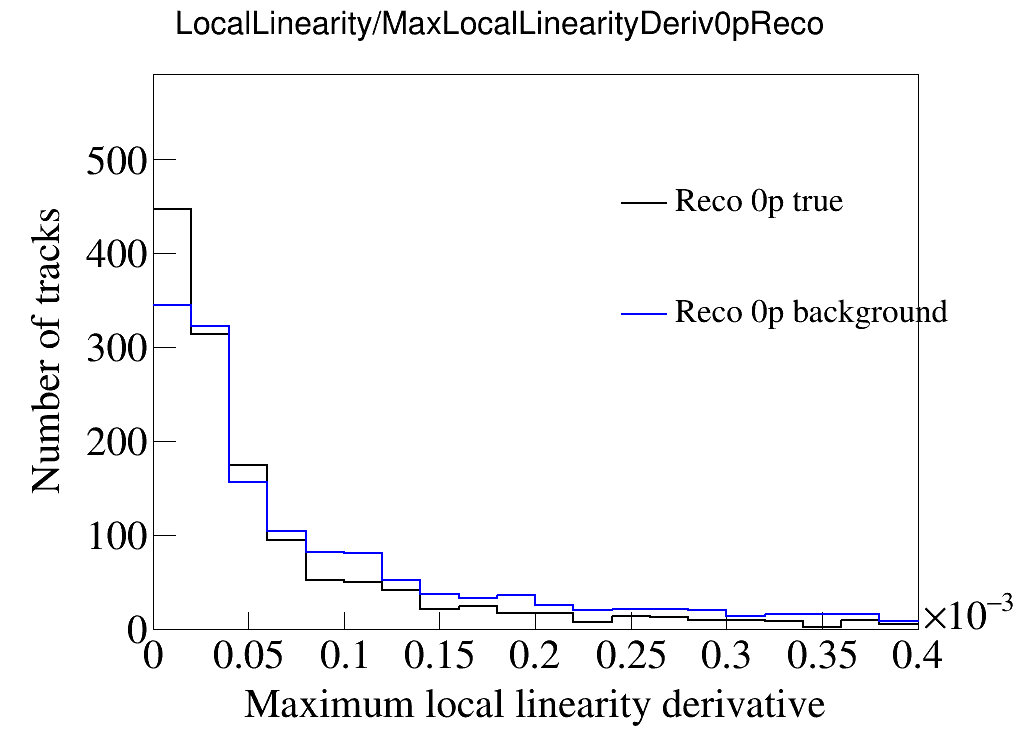 LocalLinearity/MaxLocalLinearityDeriv0pReco
500
400
300
200
100
0
Number of tracks
Reco 0p true
Reco 0p background
0 0.05 0.1 0.15 0.2 0.25 0.3 0.35 0.4
×10⁻³
Maximum local linearity derivative